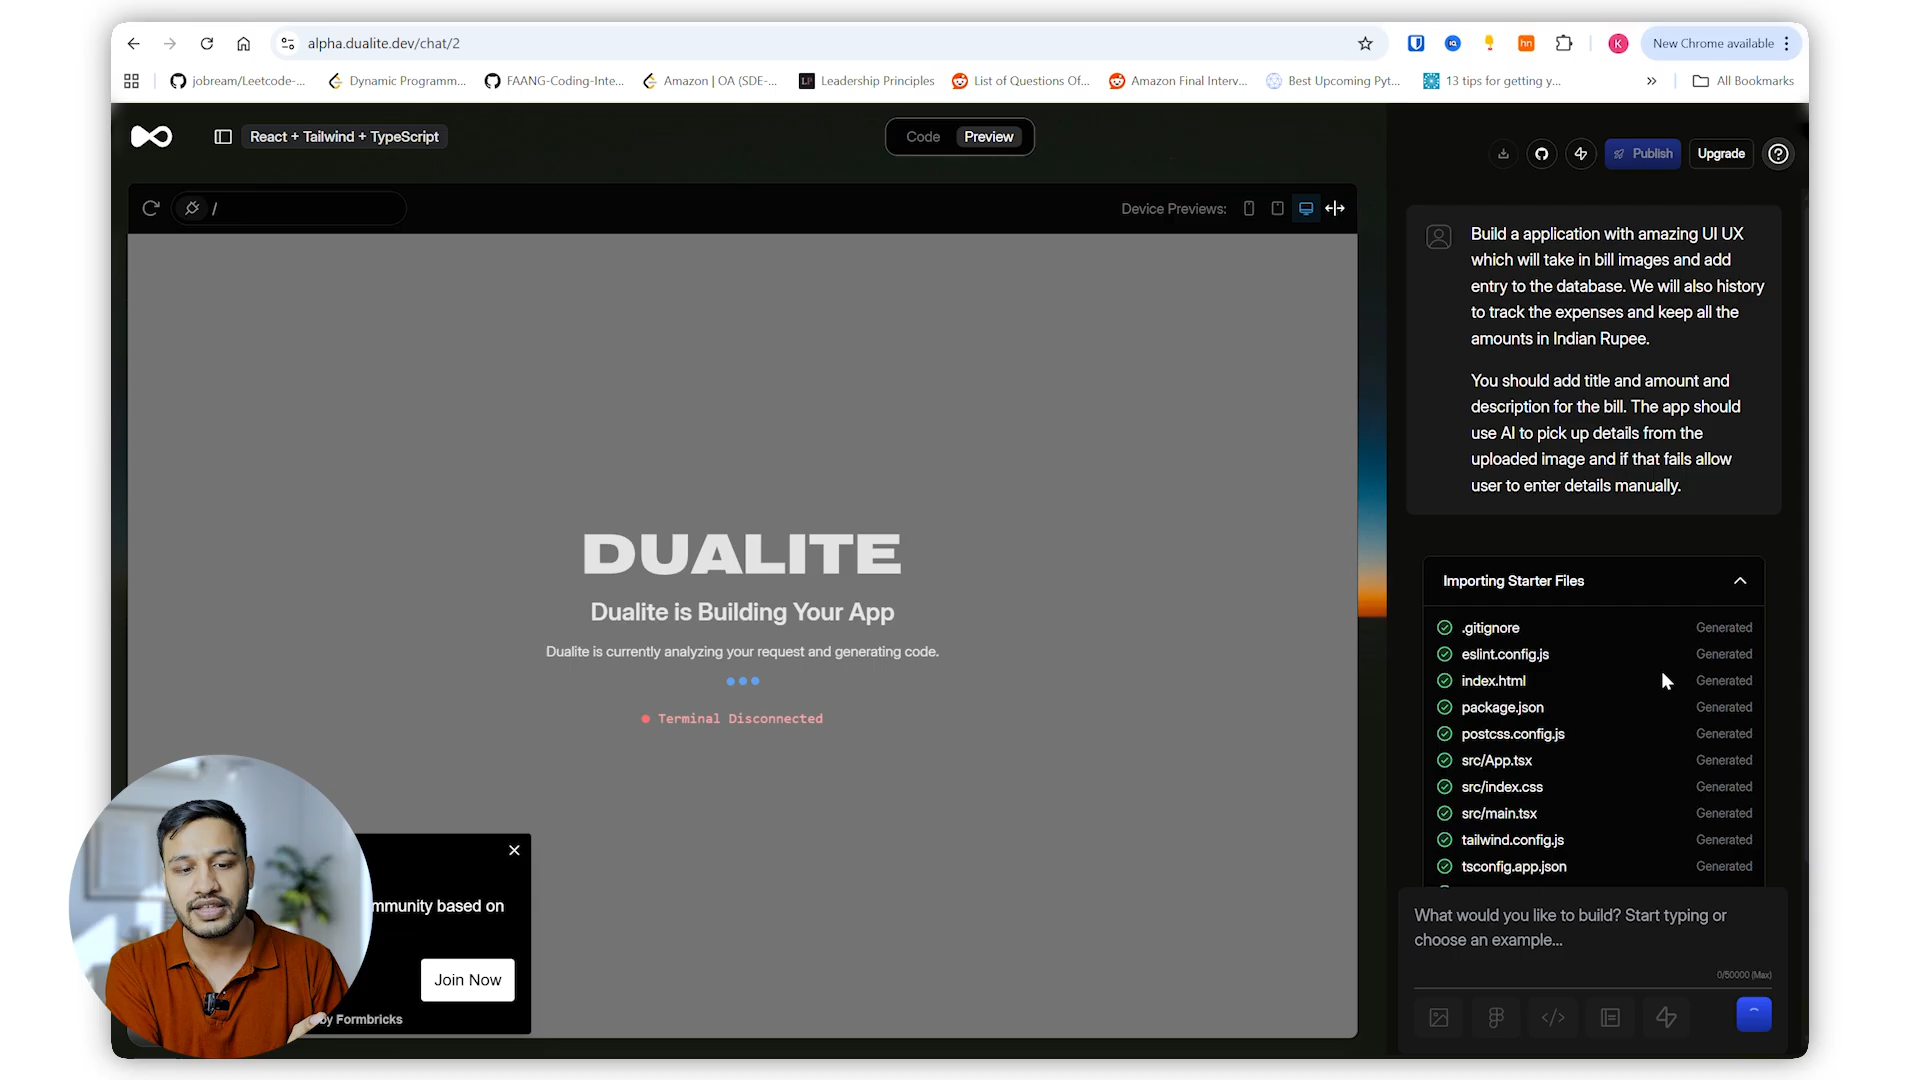 alpha.dualite.dev/chat/2
hn
K
New Chrome available
jobream/Leetcode-...
Dynamic Programm...
FAANG-Coding-Inte...
Amazon | OA (SDE-...
LP
Leadership Principles
List of Questions Of...
Amazon Final Interv...
Best Upcoming Pyt...
13 tips for getting y...
»
All Bookmarks
React + Tailwind + TypeScript
Code
Preview
Publish
Upgrade
/
Device Previews:
DUALITE
Dualite is Building Your App
Dualite is currently analyzing your request and generating code.
Terminal Disconnected
mmunity based on
Join Now
by Formbricks
Build a application with amazing UI UX
which will take in bill images and add
entry to the database. We will also history
to track the expenses and keep all the
amounts in Indian Rupee.
You should add title and amount and
description for the bill. The app should
use AI to pick up details from the
uploaded image and if that fails allow
user to enter details manually.
Importing Starter Files
.gitignore Generated
eslint.config.js Generated
index.html Generated
package.json Generated
postcss.config.js Generated
src/App.tsx Generated
src/index.css Generated
src/main.tsx Generated
tailwind.config.js Generated
tsconfig.app.json Generated
What would you like to build? Start typing or
choose an example...
0/50000 (Max)